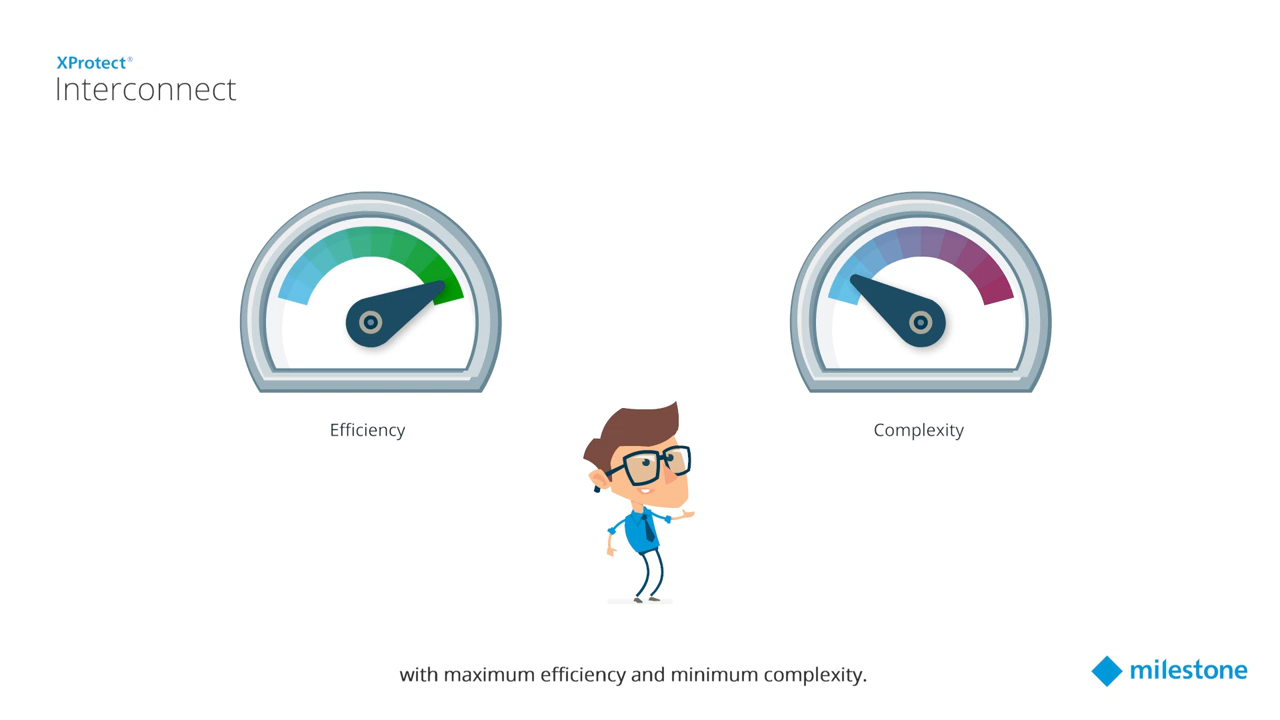 XProtect®
Interconnect
Efficiency
Complexity
with maximum efficiency and minimum complexity.
milestone